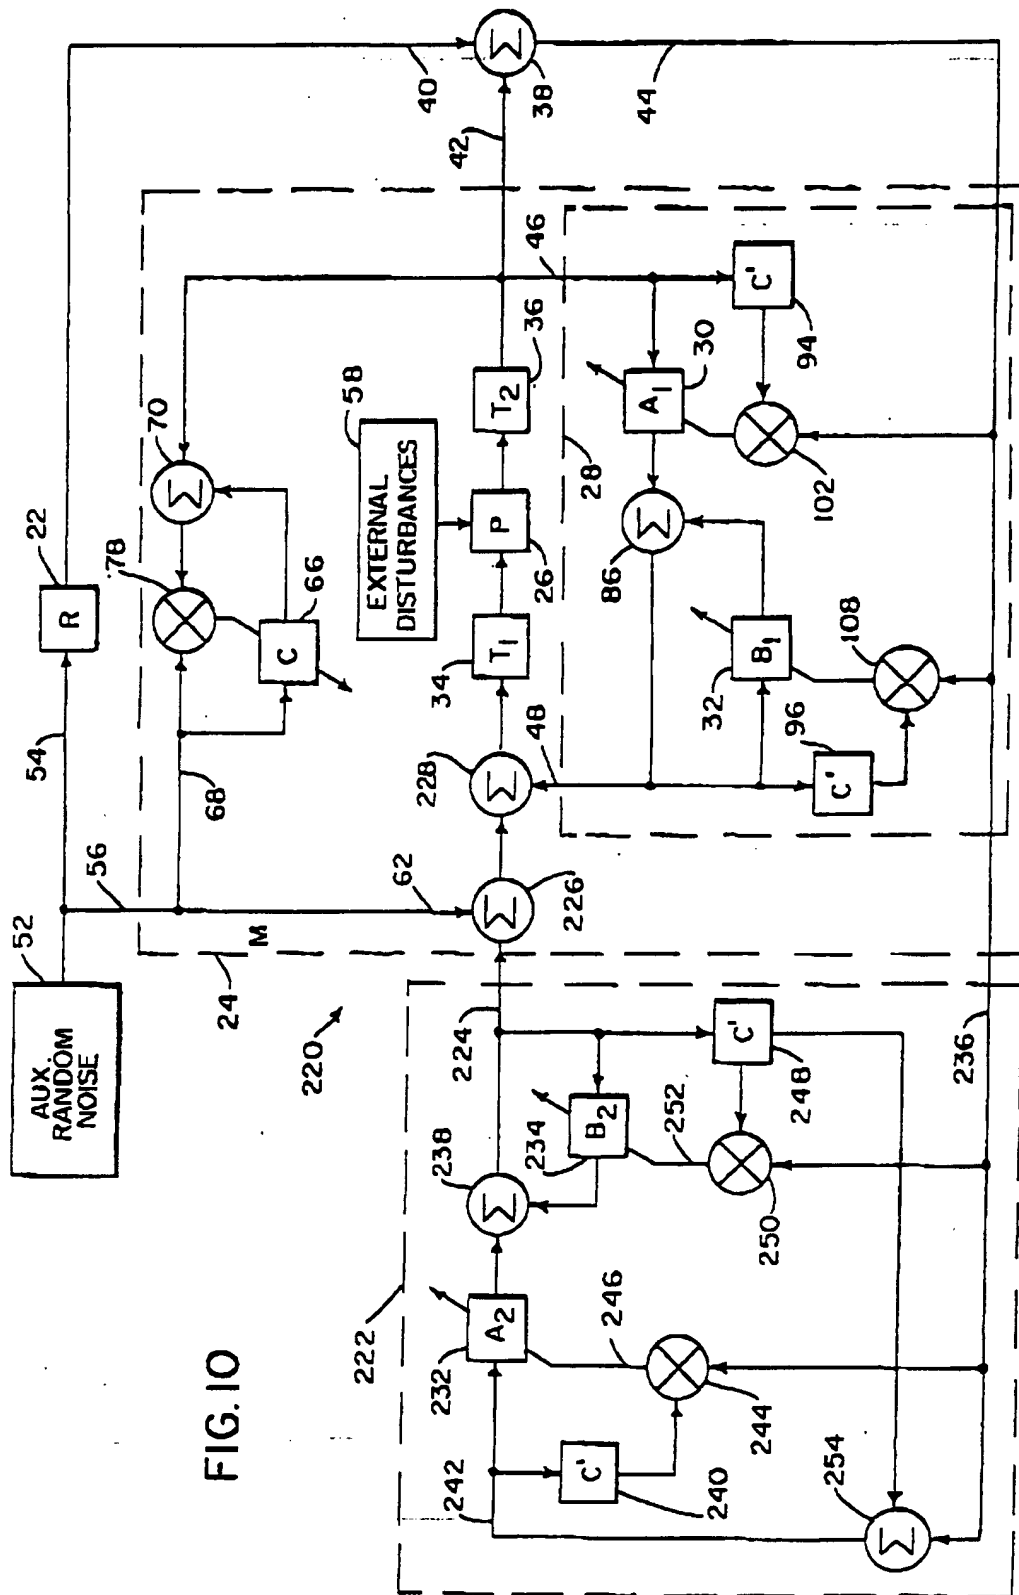 FIG. 10
AUX.
RANDOM
NOISE
52
54
R
22
40
Σ
38
42
44
56
M
24
62
68
.78
70
Σ
C
66
EXTERNAL
DISTURBANCES
58
220
222
224
Σ
226
Σ
228
T1
34
P
26
T2
36
46
48
28
A1
30
C'
94
102
Σ
86
B1
32
108
C'
96
236
242
A2
232
C'
240
244
246
Σ
238
B2
234
252
C'
248
250
Σ
254